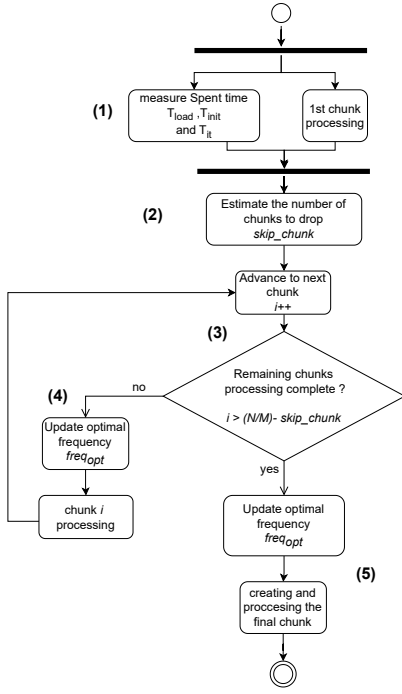 (1)
measure Spent time
T_load ,T_init
and T_it
1st chunk
processing
(2)
Estimate the number of
chunks to drop
skip_chunk
Advance to next
chunk
i++
(3)
Remaining chunks
processing complete ?
i > (N/M)- skip_chunk
no
yes
(4)
Update optimal
frequency
freq_opt
chunk i
processing
Update optimal
frequency
freq_opt
(5)
creating and
proccesing the
final chunk